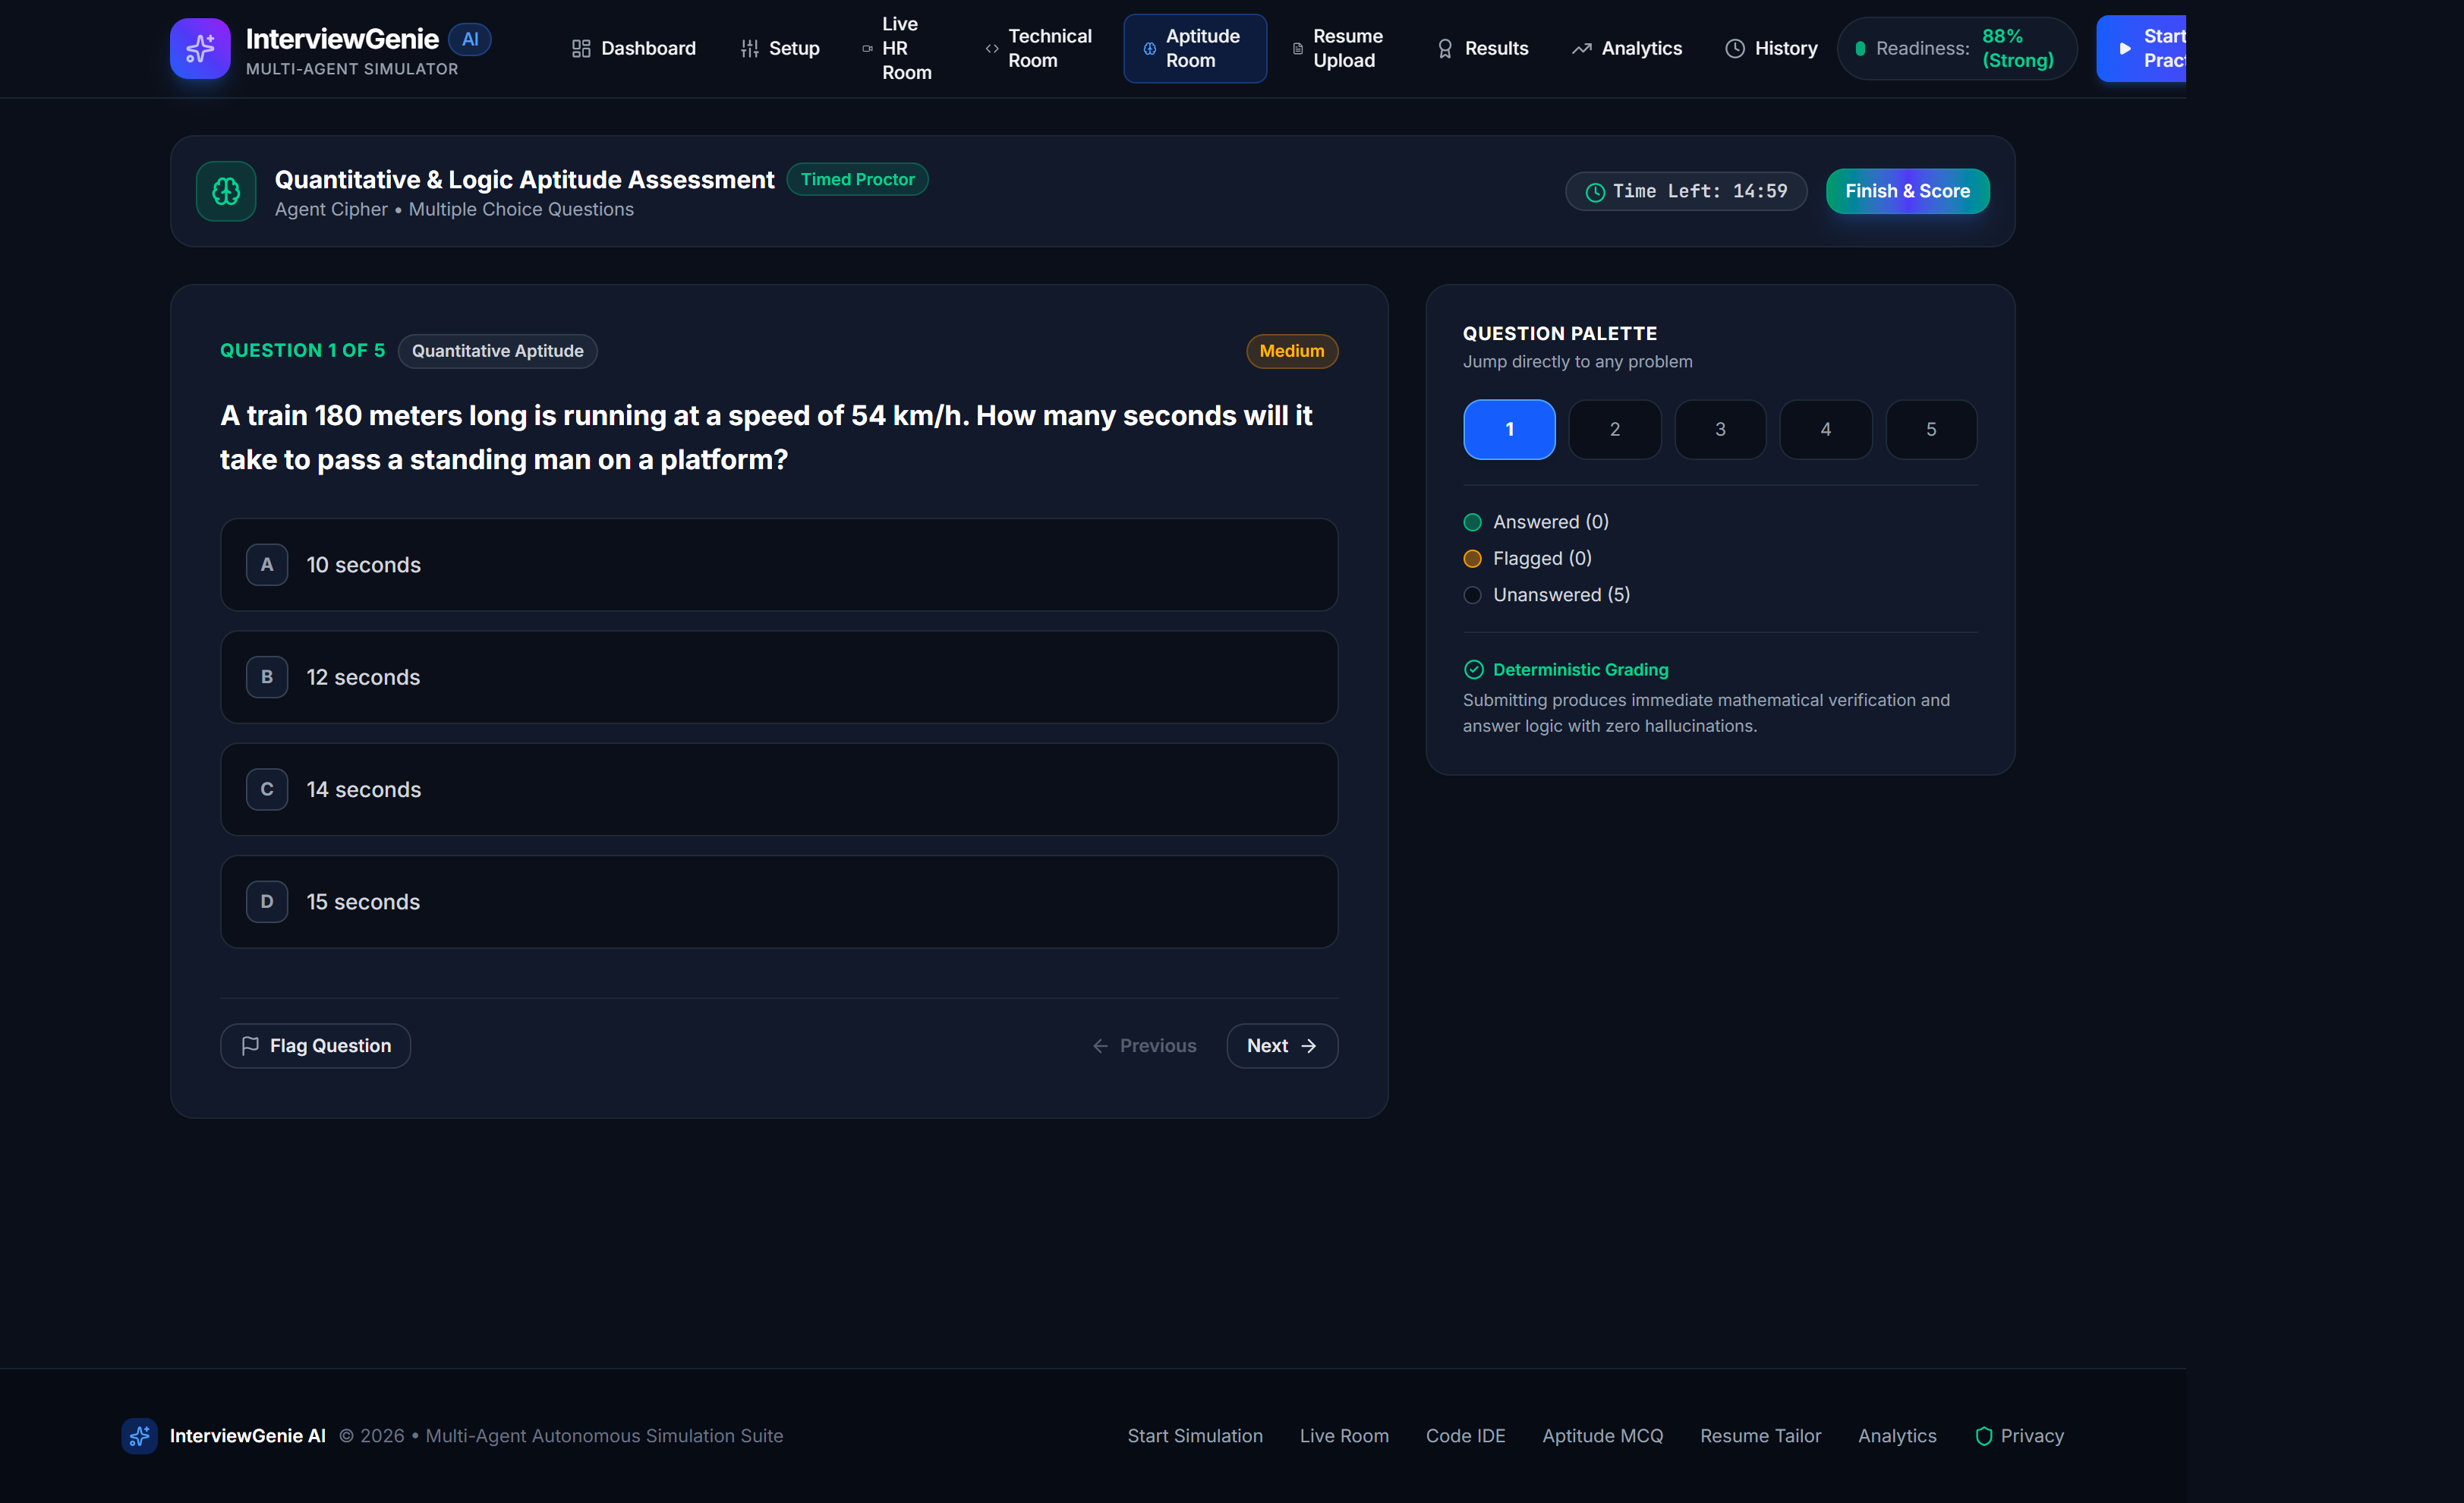 InterviewGenie AI
MULTI-AGENT SIMULATOR
Dashboard
Setup
Live
HR
Room
Technical
Room
Aptitude
Room
Resume
Upload
Results
Analytics
History
Readiness: 88%
(Strong)
Start
Quantitative & Logic Aptitude Assessment Timed Proctor
Agent Cipher • Multiple Choice Questions
Time Left: 14:59
Finish & Score
QUESTION 1 OF 5 Quantitative Aptitude Medium
A train 180 meters long is running at a speed of 54 km/h. How many seconds will it
take to pass a standing man on a platform?
A 10 seconds
B 12 seconds
C 14 seconds
D 15 seconds
Flag Question
Previous
Next
QUESTION PALETTE
Jump directly to any problem
1 2 3 4 5
Answered (0)
Flagged (0)
Unanswered (5)
Deterministic Grading
Submitting produces immediate mathematical verification and
answer logic with zero hallucinations.
InterviewGenie AI © 2026 • Multi-Agent Autonomous Simulation Suite
Start Simulation Live Room Code IDE Aptitude MCQ Resume Tailor Analytics Privacy